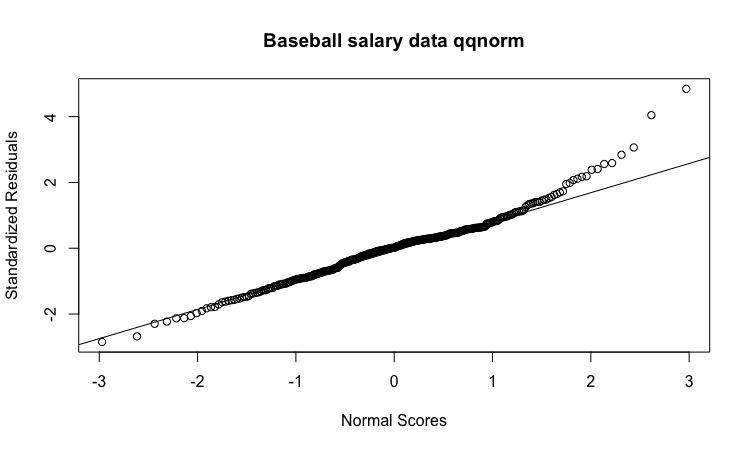 Baseball salary data qqnorm
Standardized Residuals
4
2
0
-2
-3 -2 -1 0 1 2 3
Normal Scores